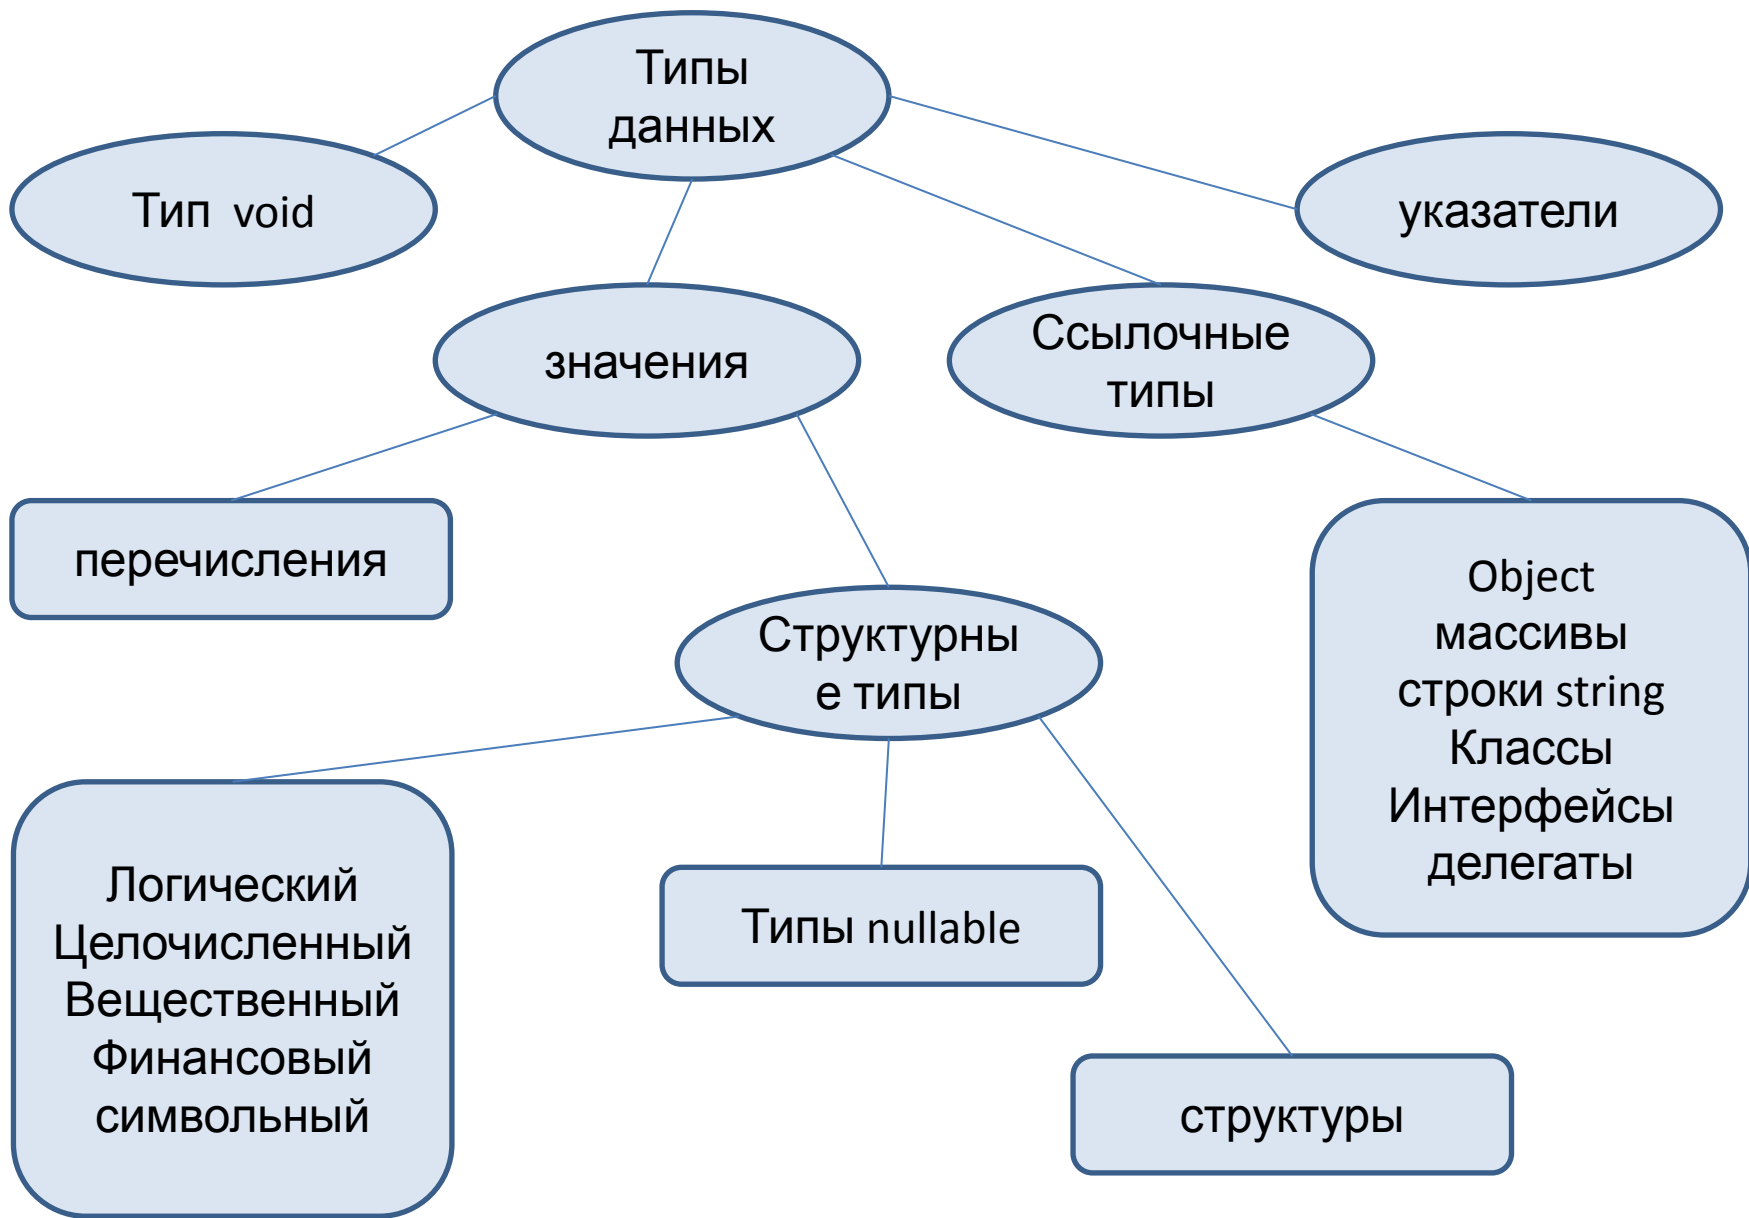 Типы
данных
Тип void
указатели
значения
Ссылочные
типы
перечисления
Структурны
е типы
Object
массивы
строки string
Классы
Интерфейсы
делегаты
Логический
Целочисленный
Вещественный
Финансовый
символьный
Типы nullable
структуры